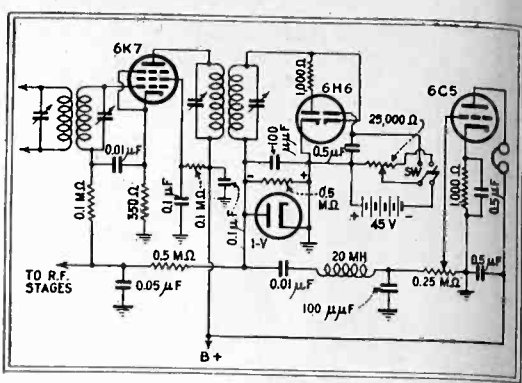 6K7
6H6
6C5
1,000 Ω
25,000 Ω
0.01 μF
100 μμF
0.5 μF
SW
0.1 MΩ
350 Ω
0.1 μF
0.1 MΩ
0.1 μF
- +
0.5 MΩ
1-V
+ -
45 V
1,000 Ω
0.5 μF
0.5 MΩ
20 MH
0.5 μF
TO R.F. STAGES
0.05 μF
0.01 μF
100 μμF
0.25 MΩ
B+